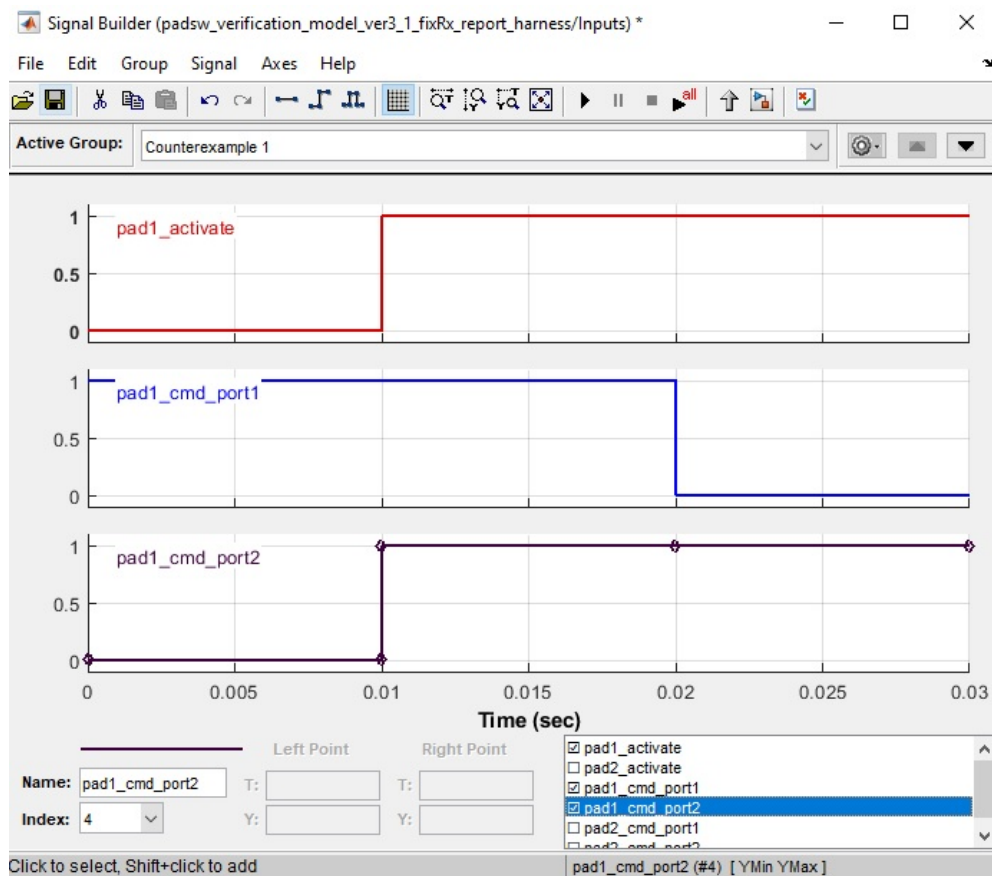 Signal Builder (padsw_verification_model_ver3_1_fixRx_report_harness/Inputs) *
File Edit Group Signal Axes Help
all
Active Group: Counterexample 1
1
pad1_activate
0.5
0
1
pad1_cmd_port1
0.5
0
1
pad1_cmd_port2
0.5
0
0 0.005 0.01 0.015 0.02 0.025 0.03
Time (sec)
Left Point Right Point
Name: pad1_cmd_port2 T: T:
Index: 4 Y: Y:
pad1_activate
pad2_activate
pad1_cmd_port1
pad1_cmd_port2
pad2_cmd_port1
pad2_cmd_port2
Click to select, Shift+click to add pad1_cmd_port2 (#4) [ YMin YMax ]